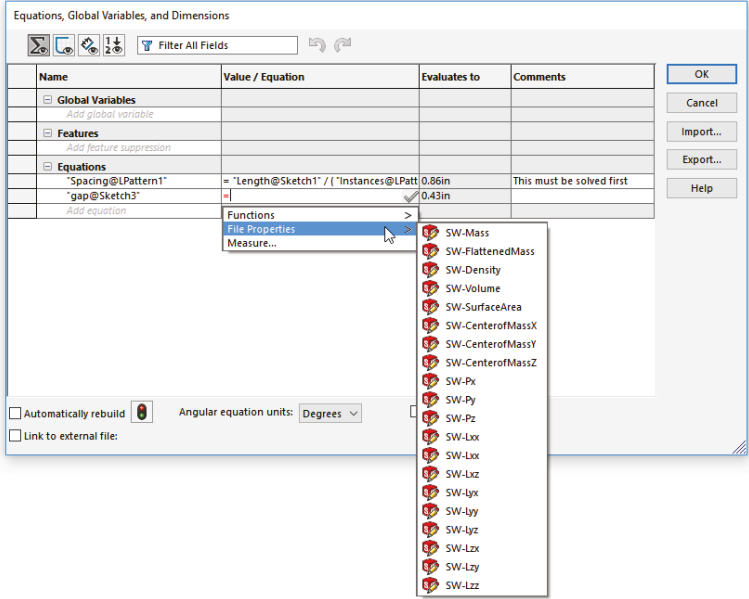 Equations, Global Variables, and Dimensions
Filter All Fields
Name Value / Equation Evaluates to Comments
Global Variables
Add global variable
Features
Add feature suppression
Equations
"Spacing@LPattern1" = "Length@Sketch1" / ( "Instances@LPatt 0.86in This must be solved first
"gap@Sketch3" = 0.43in
Add equation
OK
Cancel
Import...
Export...
Help
Functions >
File Properties >
Measure...
SW-Mass
SW-FlattenedMass
SW-Density
SW-Volume
SW-SurfaceArea
SW-CenterofMassX
SW-CenterofMassY
SW-CenterofMassZ
SW-Px
SW-Py
SW-Pz
SW-Lxx
SW-Lxx
SW-Lxz
SW-Lyx
SW-Lyy
SW-Lyz
SW-Lzx
SW-Lzy
SW-Lzz
Automatically rebuild Angular equation units: Degrees
Link to external file: